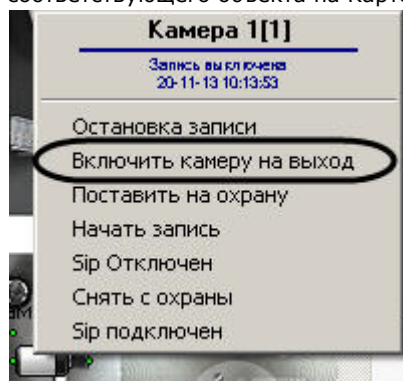 соответствующего объекта на карт
Камера 1[1]
Запись выключена
20-11-13 10:13:53
Остановка записи
Включить камеру на выход
Поставить на охрану
Начать запись
Sip Отключен
Снять с охраны
Sip подключен